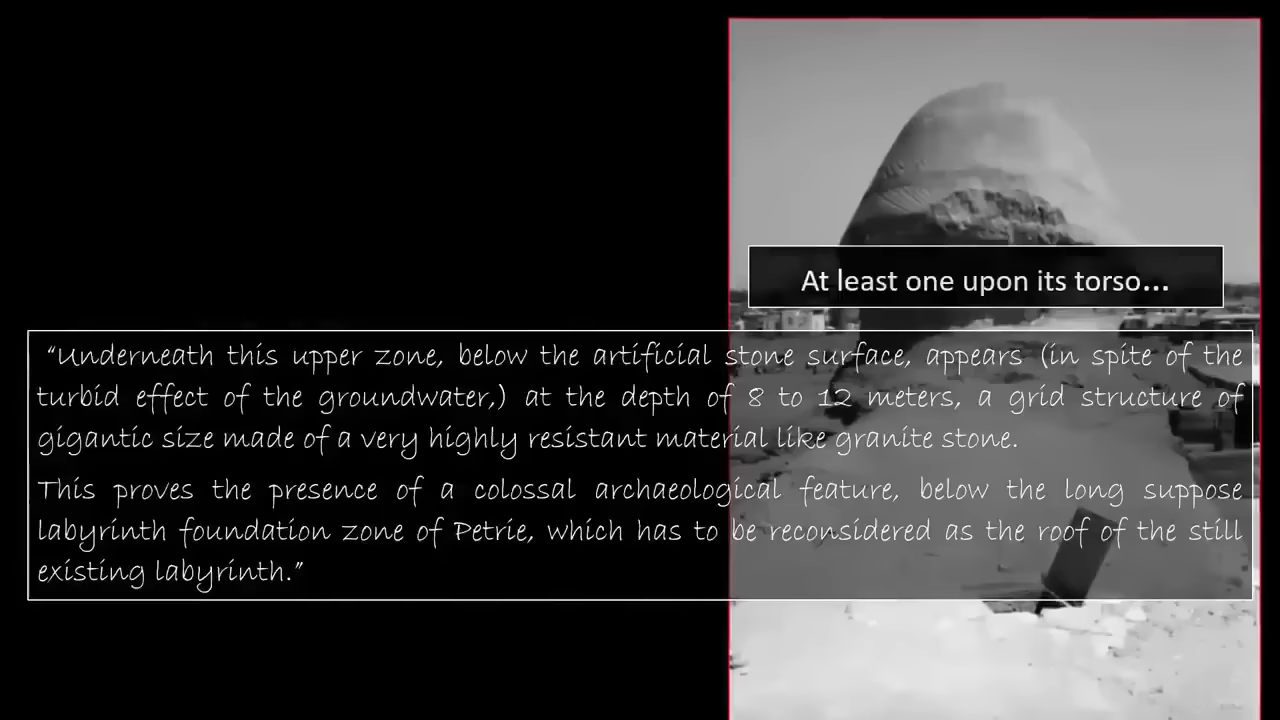 At least one upon its torso...
“Underneath this upper zone, below the artificial stone surface, appears (in spite of the
turbid effect of the groundwater,) at the depth of 8 to 12 meters, a grid structure of
gigantic size made of a very highly resistant material like granite stone.
This proves the presence of a colossal archaeological feature, below the long suppose
labyrinth foundation zone of Petrie, which has to be reconsidered as the roof of the still
existing labyrinth.”